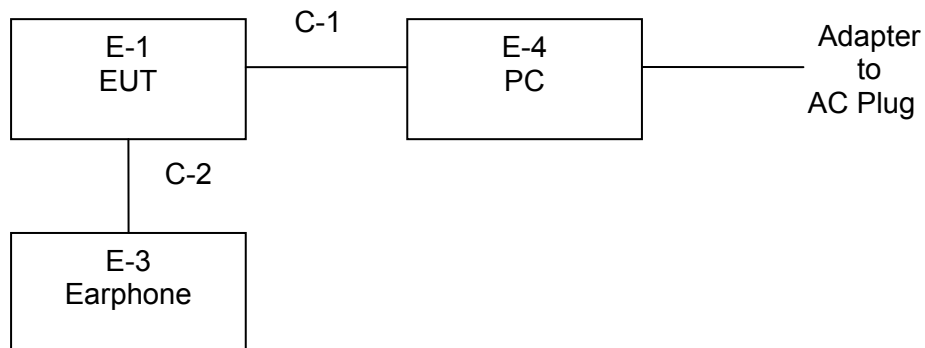 E-1
EUT
C-1
E-4
PC
Adapter
to
AC Plug
C-2
E-3
Earphone